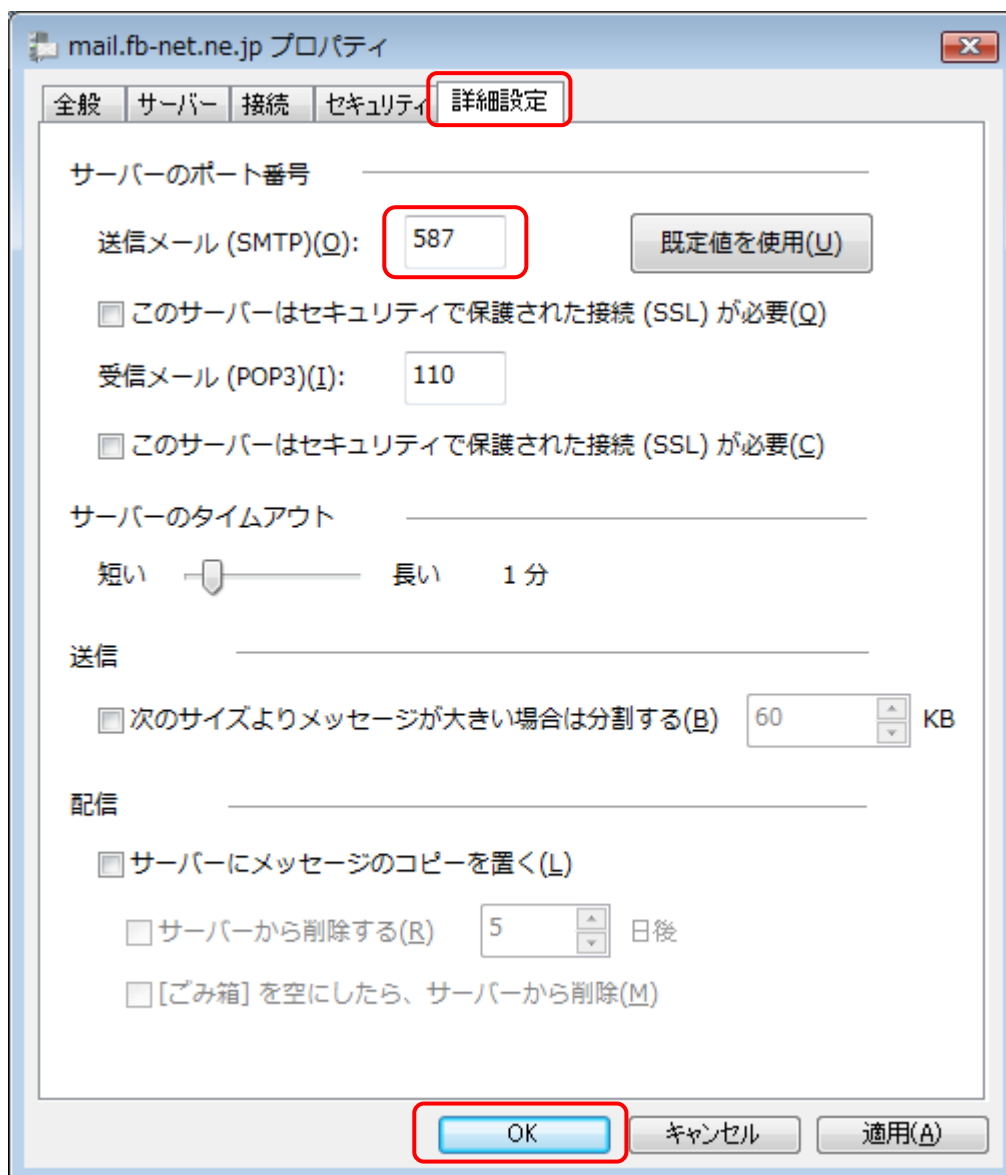 mail.fb-net.ne.jp プロパティ
全般 サーバー 接続 セキュリティ 詳細設定
サーバーのポート番号
送信メール (SMTP)(O): 587 既定値を使用(U)
このサーバーはセキュリティで保護された接続 (SSL) が必要(Q)
受信メール (POP3)(I): 110
このサーバーはセキュリティで保護された接続 (SSL) が必要(C)
サーバーのタイムアウト
短い 長い 1 分
送信
次のサイズよりメッセージが大きい場合は分割する(B) 60 KB
配信
サーバーにメッセージのコピーを置く(L)
サーバーから削除する(R) 5 日後
[ごみ箱] を空にしたら、サーバーから削除(M)
OK キャンセル 適用(A)